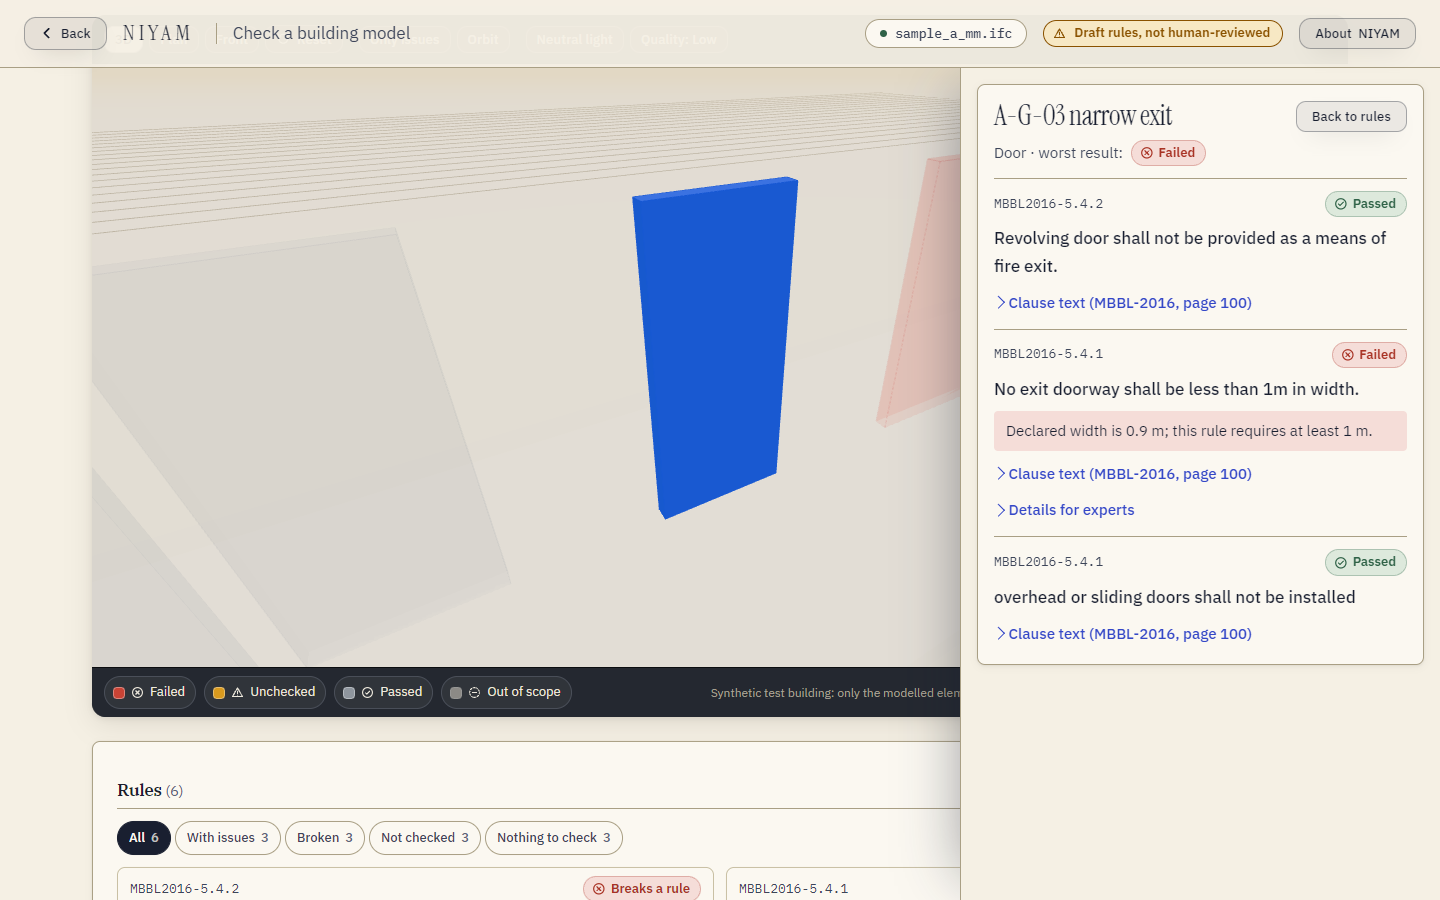 Back
NIYAM
Check a building model
sample_a_mm.ifc
Draft rules, not human-reviewed
About NIYAM
Orbit
Neutral light
Quality: Low
A-G-03 narrow exit
Back to rules
Door · worst result:
Failed
MBBL2016-5.4.2
Passed
Revolving door shall not be provided as a means of
fire exit.
Clause text (MBBL-2016, page 100)
MBBL2016-5.4.1
Failed
No exit doorway shall be less than 1m in width.
Declared width is 0.9 m; this rule requires at least 1 m.
Clause text (MBBL-2016, page 100)
Details for experts
MBBL2016-5.4.1
Passed
overhead or sliding doors shall not be installed
Clause text (MBBL-2016, page 100)
Failed
Unchecked
Passed
Out of scope
Synthetic test building: only the modelled
Rules (6)
All 6
With issues 3
Broken 3
Not checked 3
Nothing to check 3
MBBL2016-5.4.2
Breaks a rule
MBBL2016-5.4.1